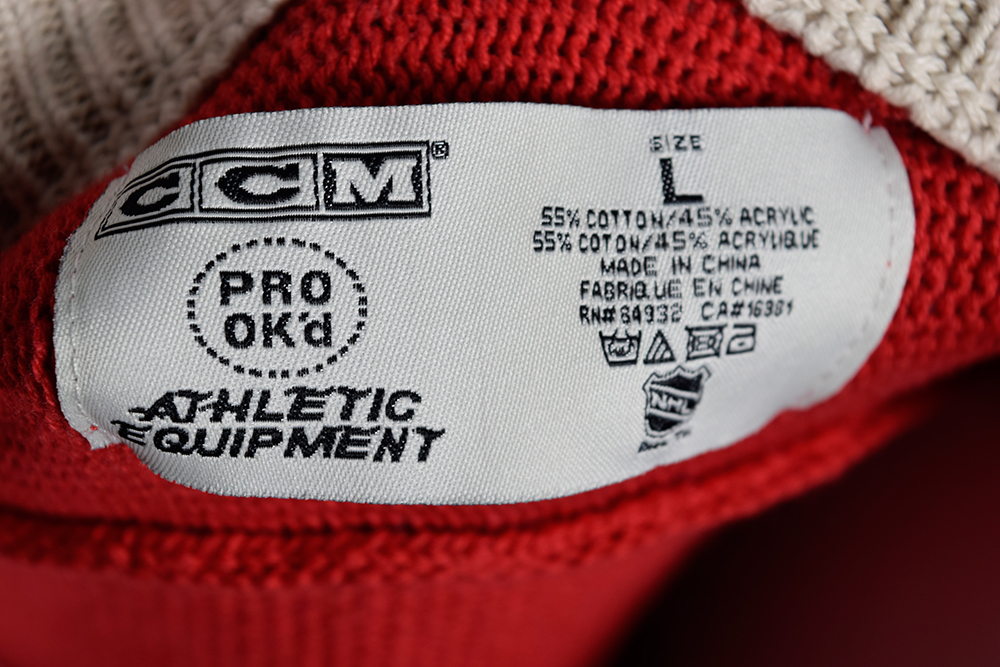 CCM®
PRO
OK'd
ATHLETIC
EQUIPMENT
SIZE
L
55% COTTON/45% ACRYLIC
55% COTON/45% ACRYLIQUE
MADE IN CHINA
FABRIQUE EN CHINE
RN#84932 CA#16381
NHL